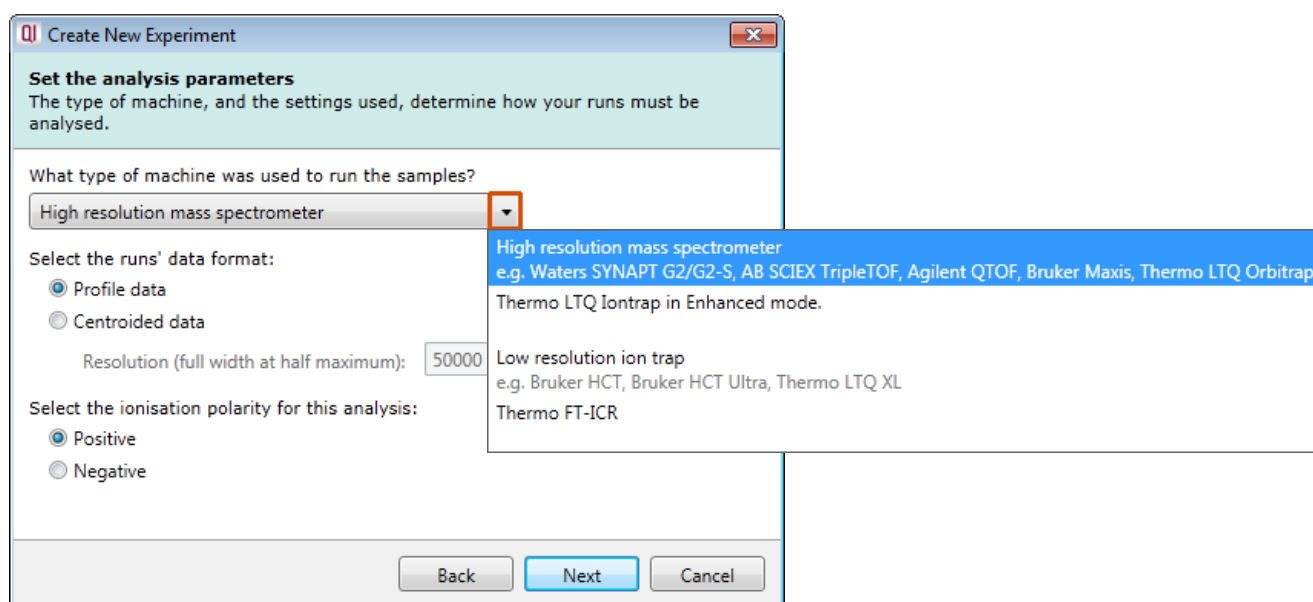 QI Create New Experiment
Set the analysis parameters
The type of machine, and the settings used, determine how your runs must be
analysed.
What type of machine was used to run the samples?
High resolution mass spectrometer
High resolution mass spectrometer
e.g. Waters SYNAPT G2/G2-S, AB SCIEX TripleTOF, Agilent QTOF, Bruker Maxis, Thermo LTQ Orbitrap
Thermo LTQ Iontrap in Enhanced mode.
Low resolution ion trap
e.g. Bruker HCT, Bruker HCT Ultra, Thermo LTQ XL
Thermo FT-ICR
Select the runs' data format:
Profile data
Centroided data
Resolution (full width at half maximum): 50000
Select the ionisation polarity for this analysis:
Positive
Negative
Back Next Cancel